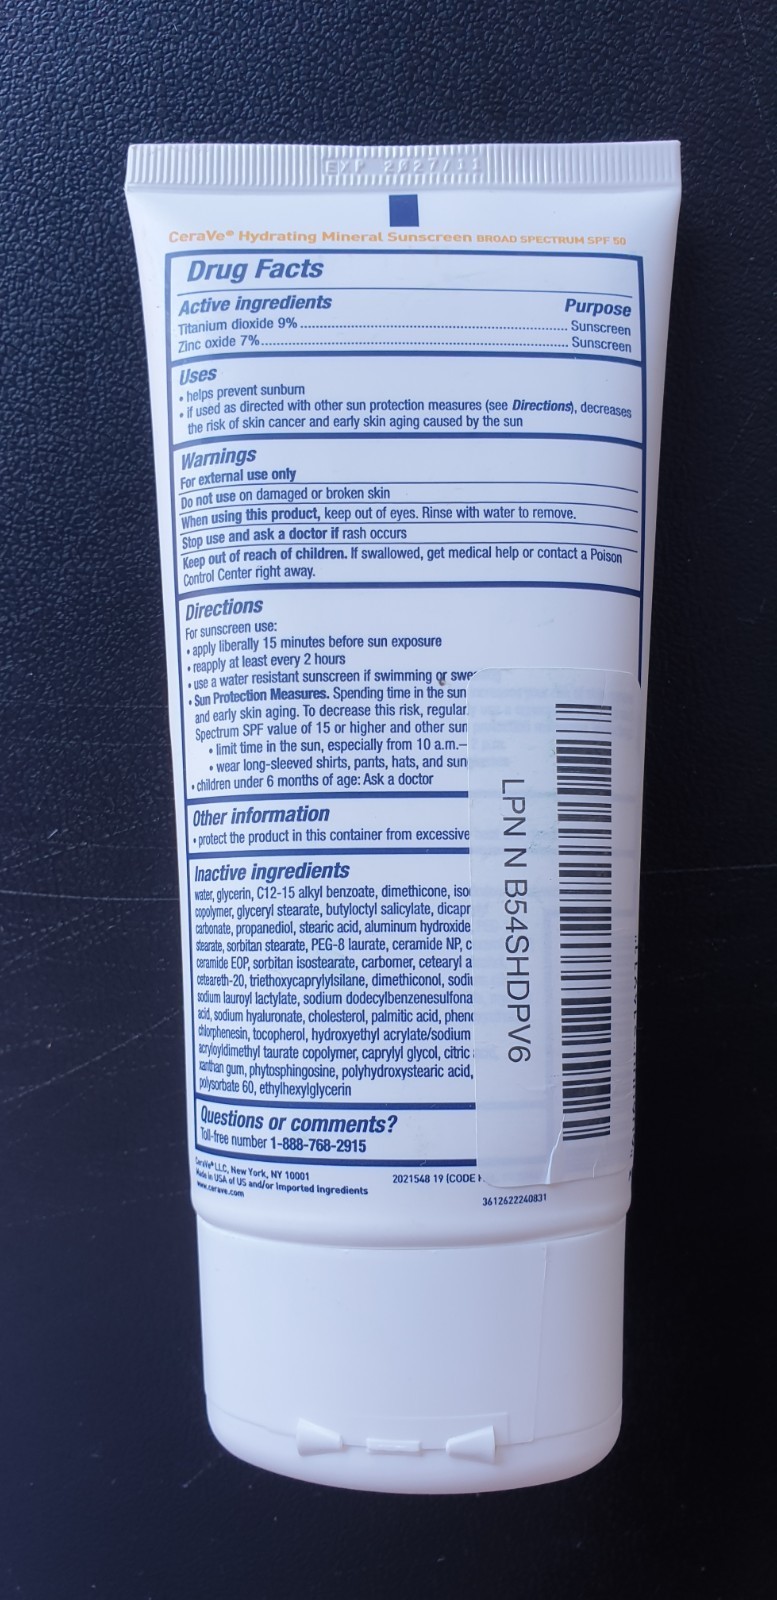 EXP 2027/11
CeraVe® Hydrating Mineral Sunscreen BROAD SPECTRUM SPF 50
Drug Facts
Active ingredients Purpose
Titanium dioxide 9% Sunscreen
Zinc oxide 7% Sunscreen
Uses
• helps prevent sunburn
• if used as directed with other sun protection measures (see Directions), decreases
the risk of skin cancer and early skin aging caused by the sun
Warnings
For external use only
Do not use on damaged or broken skin
When using this product, keep out of eyes. Rinse with water to remove.
Stop use and ask a doctor if rash occurs
Keep out of reach of children. If swallowed, get medical help or contact a Poison
Control Center right away.
Directions
For sunscreen use:
• apply liberally 15 minutes before sun exposure
• reapply at least every 2 hours
• use a water resistant sunscreen if swimming or
• Sun Protection Measures. Spending time in the sun
and early skin aging. To decrease this risk,
Spectrum SPF value of 15 or higher and other sun
• limit time in the sun, especially from 10 a.m.–
• wear long-sleeved shirts, pants, hats, and
• children under 6 months of age: Ask a doctor
Other information
• protect the product in this container from excessive
Inactive ingredients
water, glycerin, C12-15 alkyl benzoate, dimethicone,
copolymer, glyceryl stearate, butyloctyl salicylate,
carbonate, propanediol, stearic acid, aluminum hydroxide
stearate, sorbitan stearate, PEG-8 laurate, ceramide NP,
ceramide EOP, sorbitan isostearate, carbomer, cetearyl
ceteareth-20, triethoxycaprylylsilane, dimethiconol,
sodium lauroyl lactylate, sodium
acid, sodium hyaluronate, cholesterol, palmitic acid,
chlorphenesin, tocopherol, hydroxyethyl acrylate/sodium
acryloyldimethyl taurate copolymer, caprylyl glycol, citric
xanthan gum, phytosphingosine, polyhydroxystearic acid,
polysorbate 60, ethylhexylglycerin
Questions or comments?
Toll-free number 1-888-768-2915
CeraVe® LLC, New York, NY 10001
Made in USA of US and/or Imported Ingredients
www.cerave.com
2021548 19 (CODE
3612622240831
LPN N B54SHDPV6